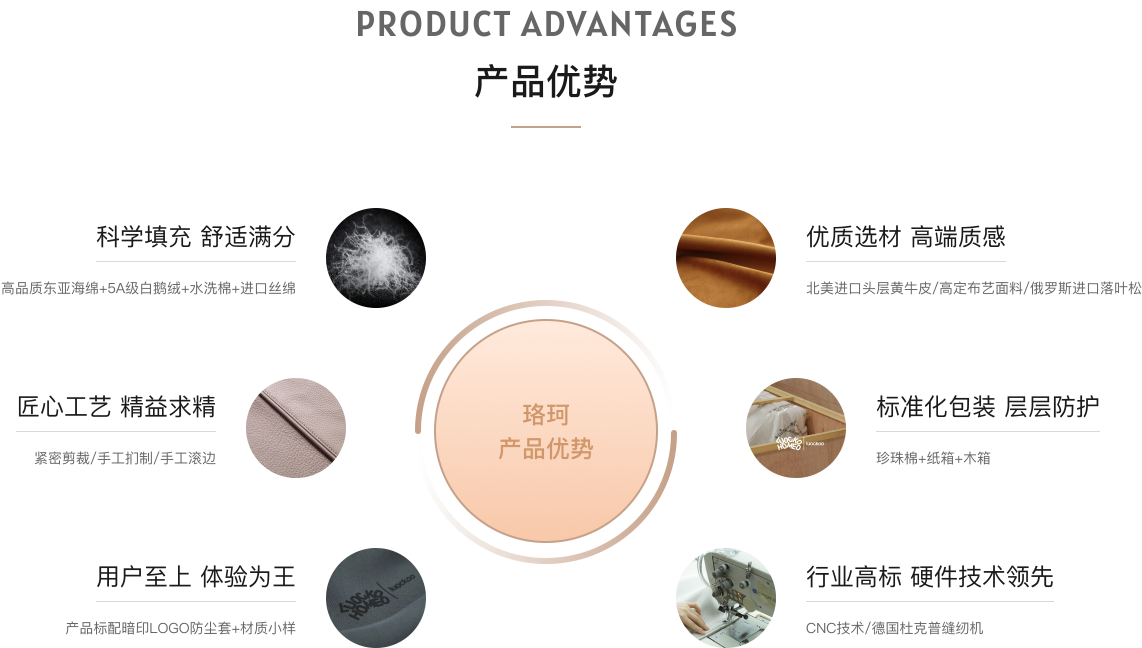 PRODUCT ADVANTAGES
产品优势
科学填充 舒适满分
高品质东亚海绵+5A级白鹅绒+水洗棉+进口丝绵
优质选材 高端质感
北美进口头层黄牛皮/高定布艺面料/俄罗斯进口落叶松
匠心工艺 精益求精
紧密剪裁/手工扪制/手工滚边
珞珂
产品优势
标准化包装 层层防护
珍珠棉+纸箱+木箱
用户至上 体验为王
产品标配暗印LOGO防尘套+材质小样
行业高标 硬件技术领先
CNC技术/德国杜克普缝纫机